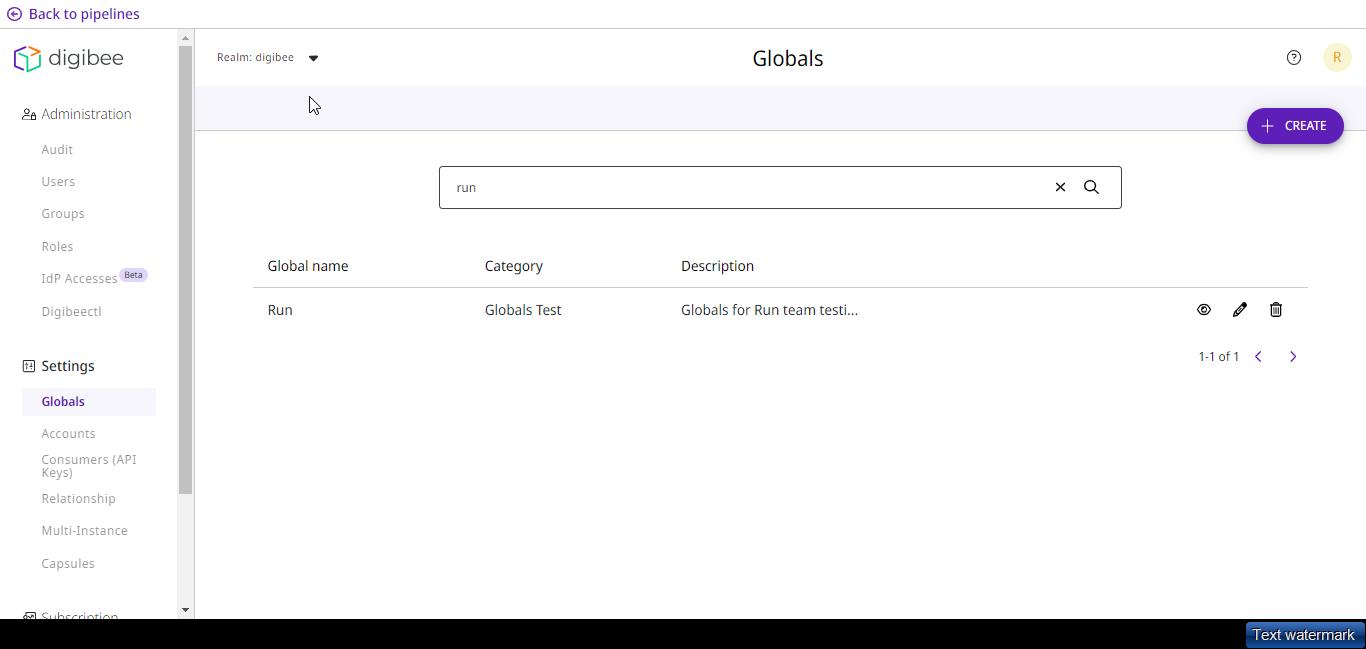 Back to pipelines
digibee
Realm: digibee
Globals
R
Administration
Audit
Users
Groups
Roles
IdP Accesses Beta
Digibeectl
Settings
Globals
Accounts
Consumers (API
Keys)
Relationship
Multi-Instance
Capsules
Subscription
CREATE
run
Global name Category Description
Run Globals Test Globals for Run team testi...
1-1 of 1
Text watermark